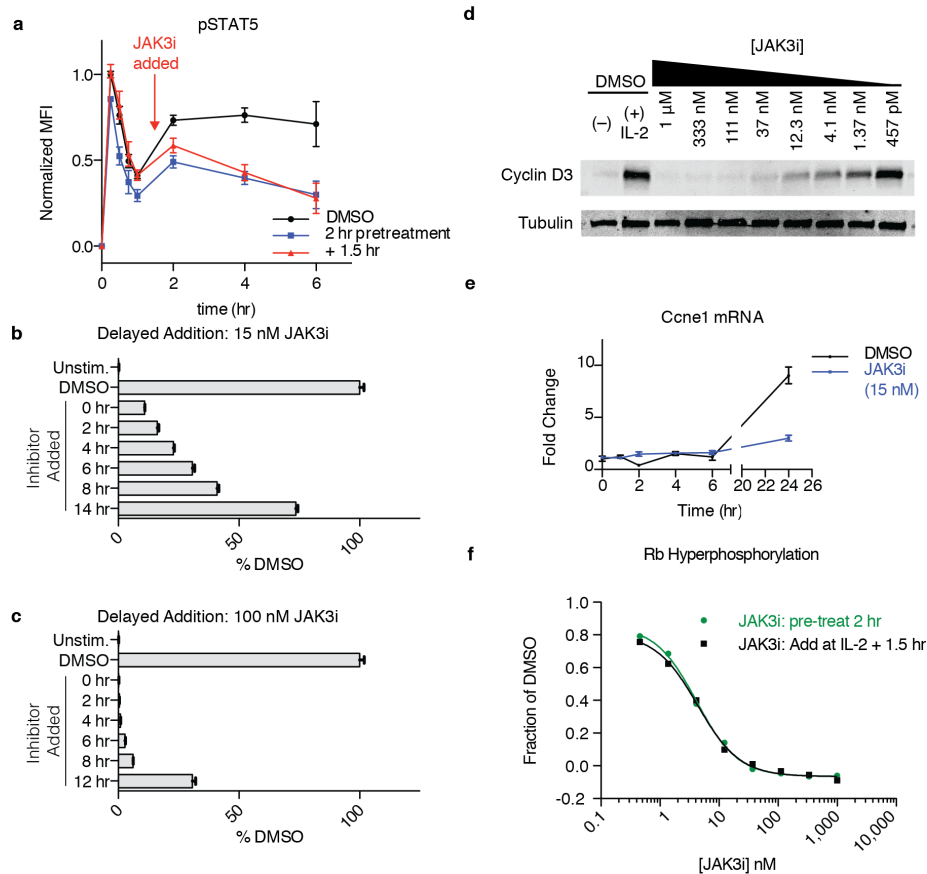 a
pSTAT5
JAK3i
added
1.0
0.5
0.0
Normalized MFI
0 2 4 6
time (hr)
DMSO
2 hr pretreatment
+ 1.5 hr
b
Delayed Addition: 15 nM JAK3i
Unstim.
DMSO
0 hr
2 hr
4 hr
6 hr
8 hr
14 hr
Inhibitor
Added
0 50 100
% DMSO
c
Delayed Addition: 100 nM JAK3i
Unstim.
DMSO
0 hr
2 hr
4 hr
6 hr
8 hr
12 hr
Inhibitor
Added
0 50 100
% DMSO
d
[JAK3i]
DMSO
(−)
(+)
IL-2
1 µM
333 nM
111 nM
37 nM
12.3 nM
4.1 nM
1.37 nM
457 pM
Cyclin D3
Tubulin
e
Ccne1 mRNA
10
5
0
Fold Change
0 2 4 6 20 22 24 26
Time (hr)
DMSO
JAK3i
(15 nM)
f
Rb Hyperphosphorylation
1.0
0.8
0.6
0.4
0.2
0.0
-0.2
Fraction of DMSO
JAK3i: pre-treat 2 hr
JAK3i: Add at IL-2 + 1.5 hr
0.1 1 10 100 1,000 10,000
[JAK3i] nM